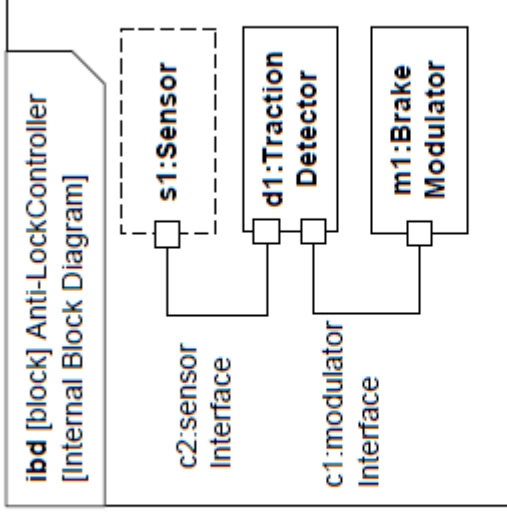 ibd [block] Anti-LockController
[Internal Block Diagram]
s1:Sensor
d1:Traction
Detector
m1:Brake
Modulator
c2:sensor
Interface
c1:modulator
Interface